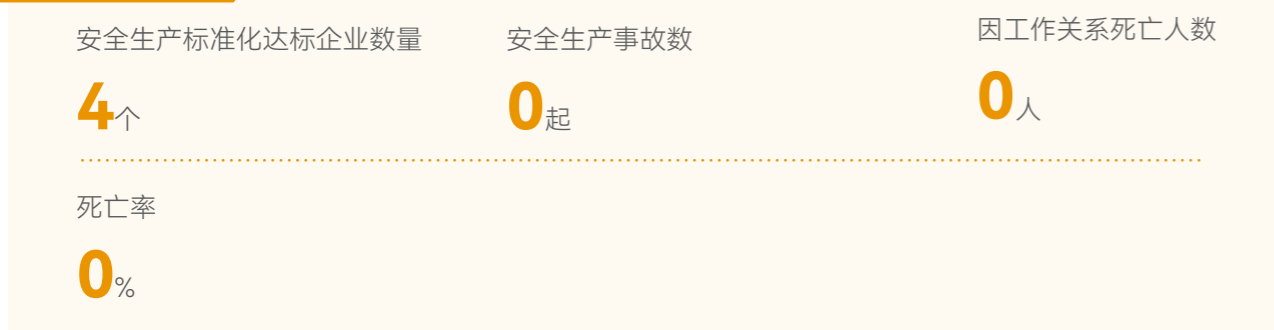 安全生产标准化达标企业数量
安全生产事故数
因工作关系死亡人数
4个
0起
0人
死亡率
0%